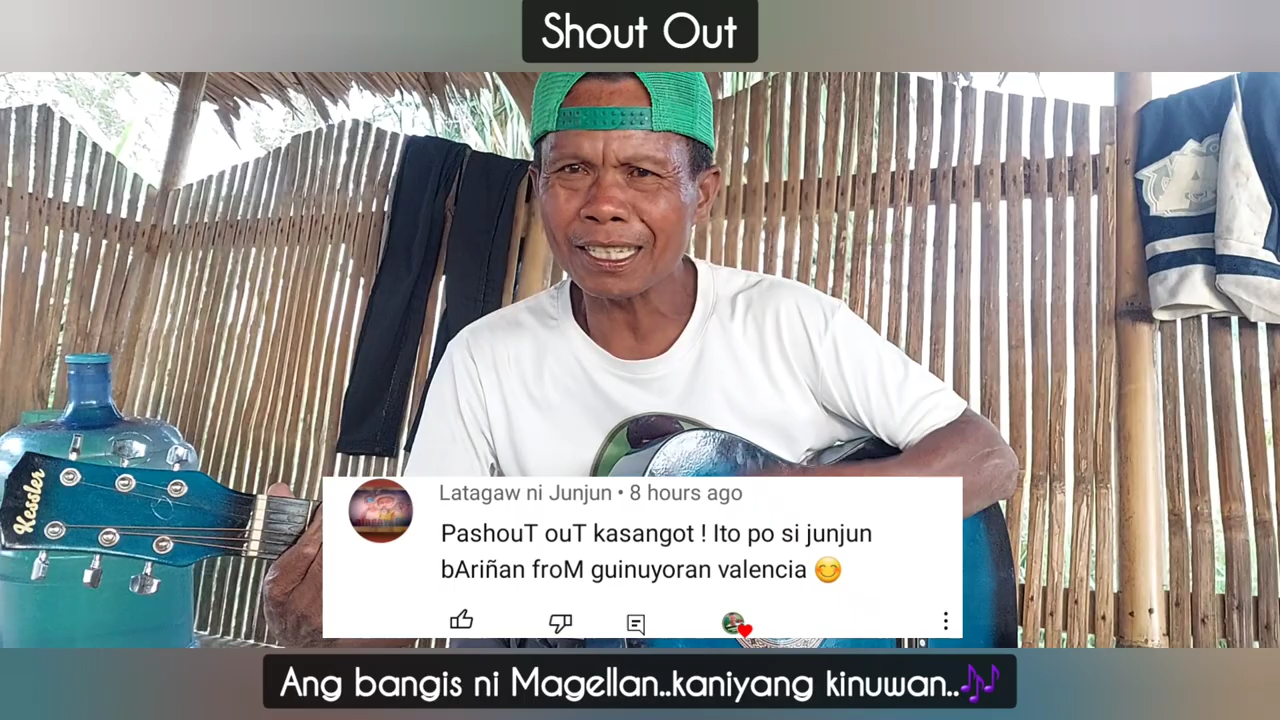 Shout Out
Kessler
Latagaw ni Junjun • 8 hours ago
PashouT ouT kasangot ! Ito po si junjun
bAriñan froM guinuyoran valencia 😊
Ang bangis ni Magellan..kaniyang kinuwan..🎶